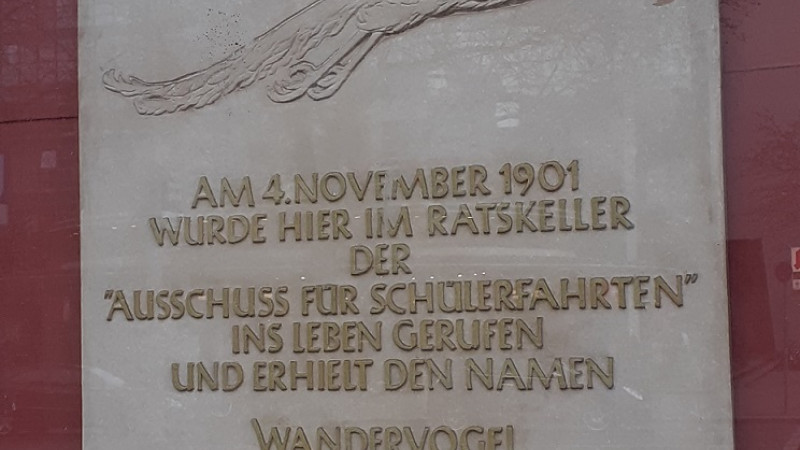 AM 4. NOVEMBER 1901
WURDE HIER IM RATSKELLER
DER
"AUSSCHUSS FÜR SCHÜLERFAHRTEN"
INS LEBEN GERUFEN
UND ERHIELT DEN NAMEN
WANDERVOGEL